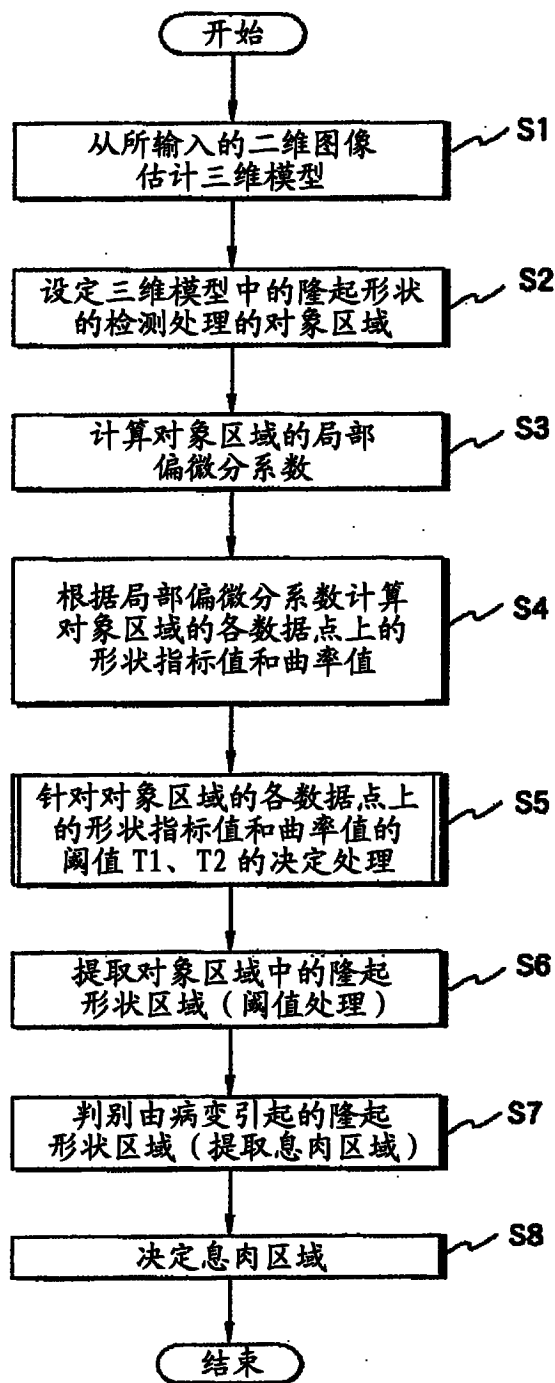 开始
S1
从所输入的二维图像
估计三维模型
S2
设定三维模型中的隆起形状
的检测处理的对象区域
S3
计算对象区域的局部
偏微分系数
S4
根据局部偏微分系数计算
对象区域的各数据点上的
形状指标值和曲率值
S5
针对对象区域的各数据点上
的形状指标值和曲率值的
阈值 T1、T2 的决定处理
S6
提取对象区域中的隆起
形状区域（阈值处理）
S7
判别由病变引起的隆起
形状区域（提取息肉区域）
S8
决定息肉区域
结束